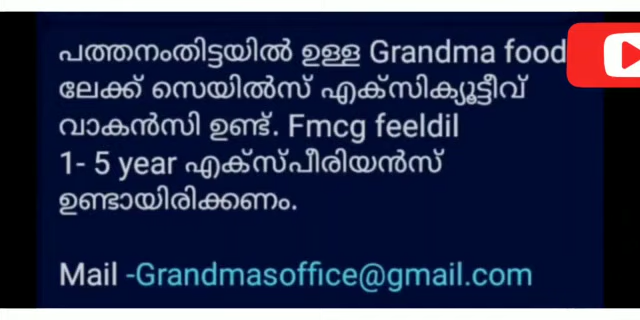 പത്തനംതിട്ടയിൽ ഉള്ള Grandma food
ലേക്ക് സെയിൽസ് എക്സിക്യൂട്ടീവ്
വാകൻസി ഉണ്ട്. Fmcg feeldil
1- 5 year എക്സ്പീരിയൻസ്
ഉണ്ടായിരിക്കണം.
Mail -Grandmasoffice@gmail.com